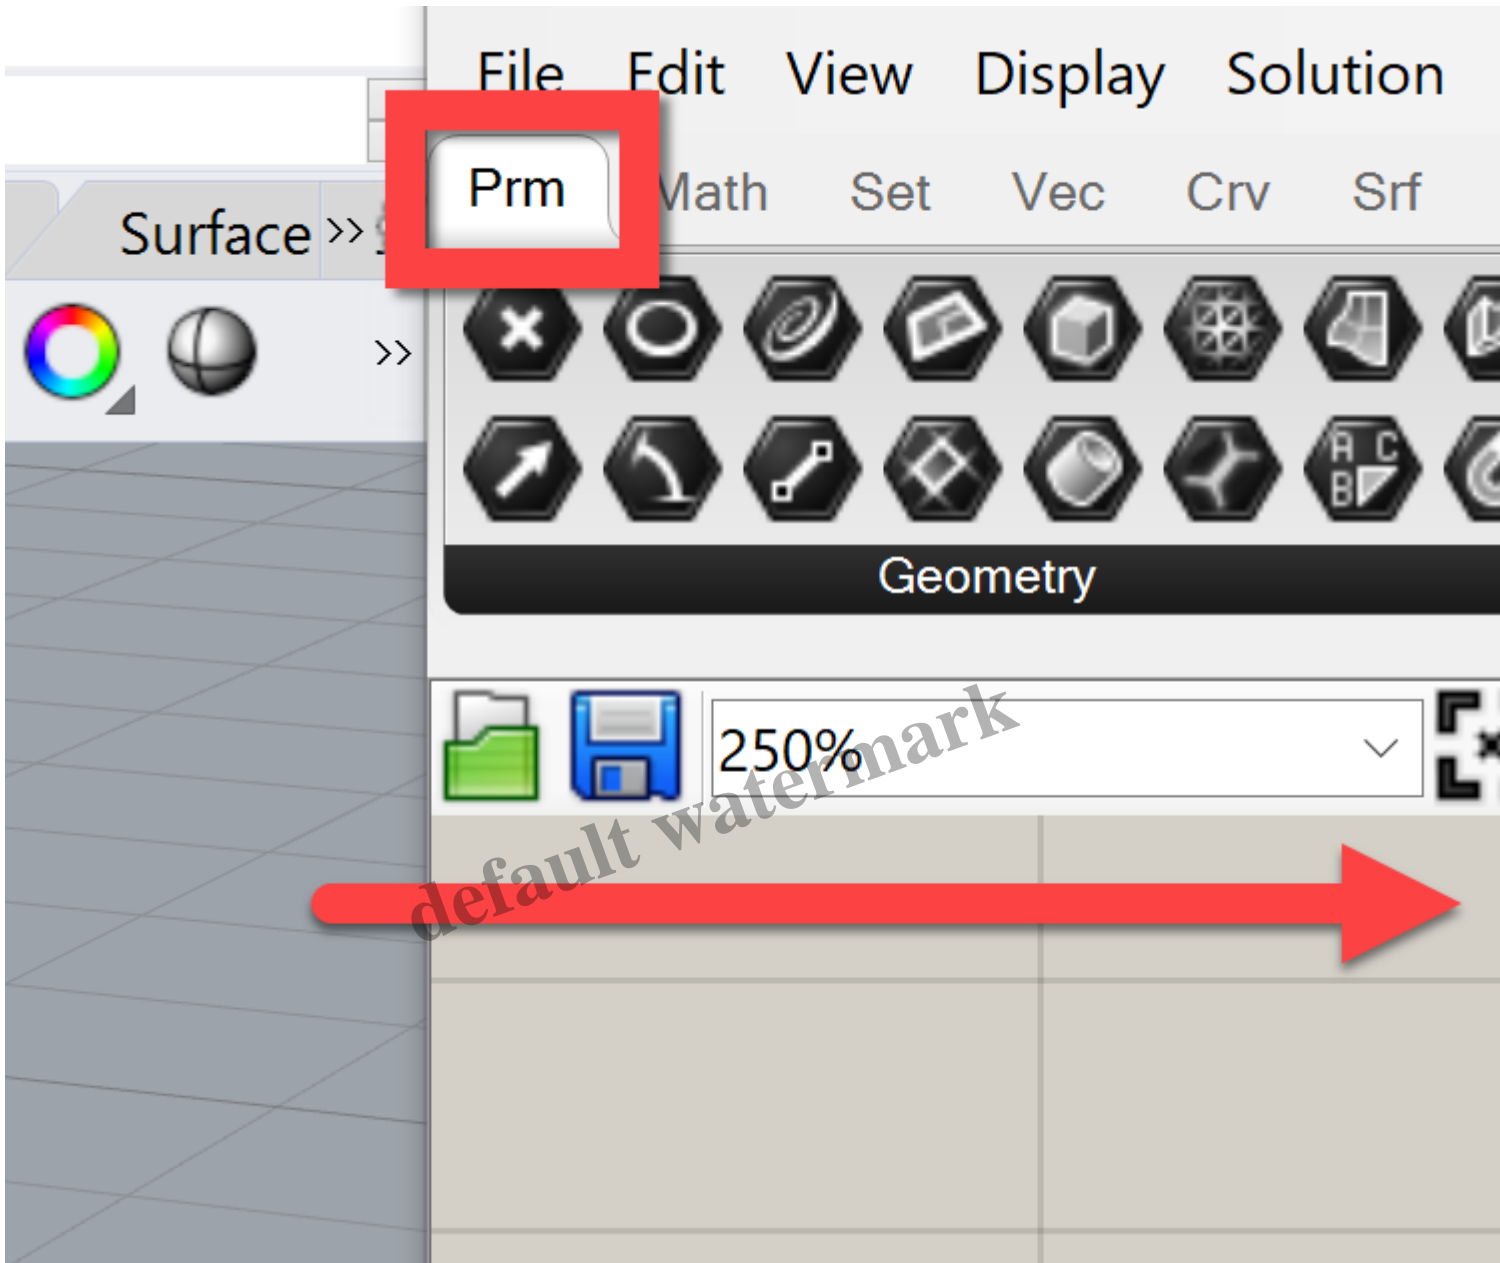 File Edit View Display Solution
Prm Math Set Vec Crv Srf
Surface >>
>>
A C
B
Geometry
250%
default watermark